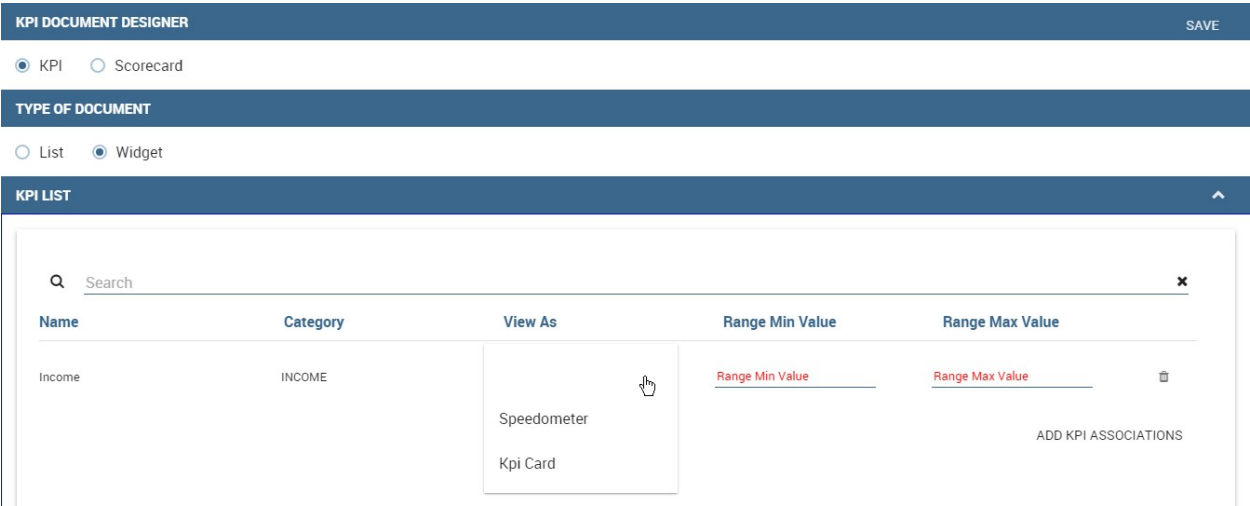 KPI DOCUMENT DESIGNER SAVE
KPI Scorecard
TYPE OF DOCUMENT
List Widget
KPI LIST
Search
Name Category View As Range Min Value Range Max Value
Income INCOME Range Min Value Range Max Value
Speedometer
ADD KPI ASSOCIATIONS
Kpi Card